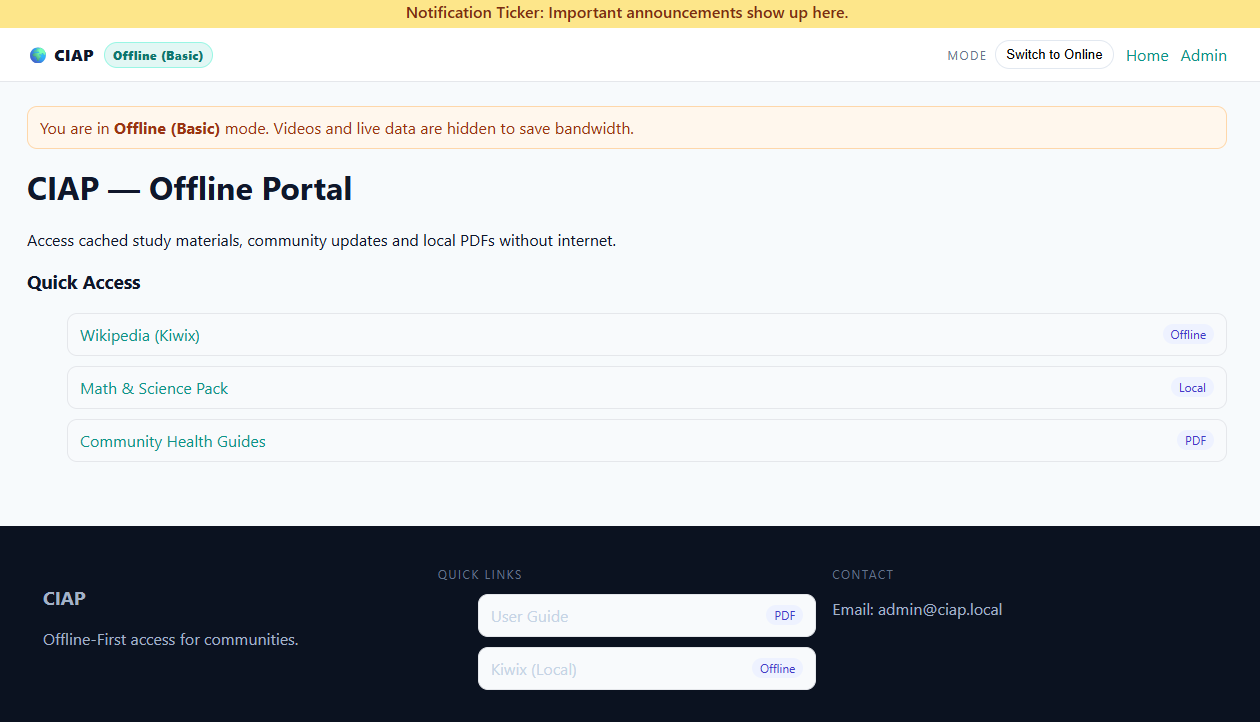 Notification Ticker: Important announcements show up here.
CIAP Offline (Basic) MODE Switch to Online Home Admin
You are in Offline (Basic) mode. Videos and live data are hidden to save bandwidth.
CIAP — Offline Portal
Access cached study materials, community updates and local PDFs without internet.
Quick Access
Wikipedia (Kiwix) Offline
Math & Science Pack Local
Community Health Guides PDF
CIAP
Offline-First access for communities.
QUICK LINKS
User Guide PDF
Kiwix (Local) Offline
CONTACT
Email: admin@ciap.local